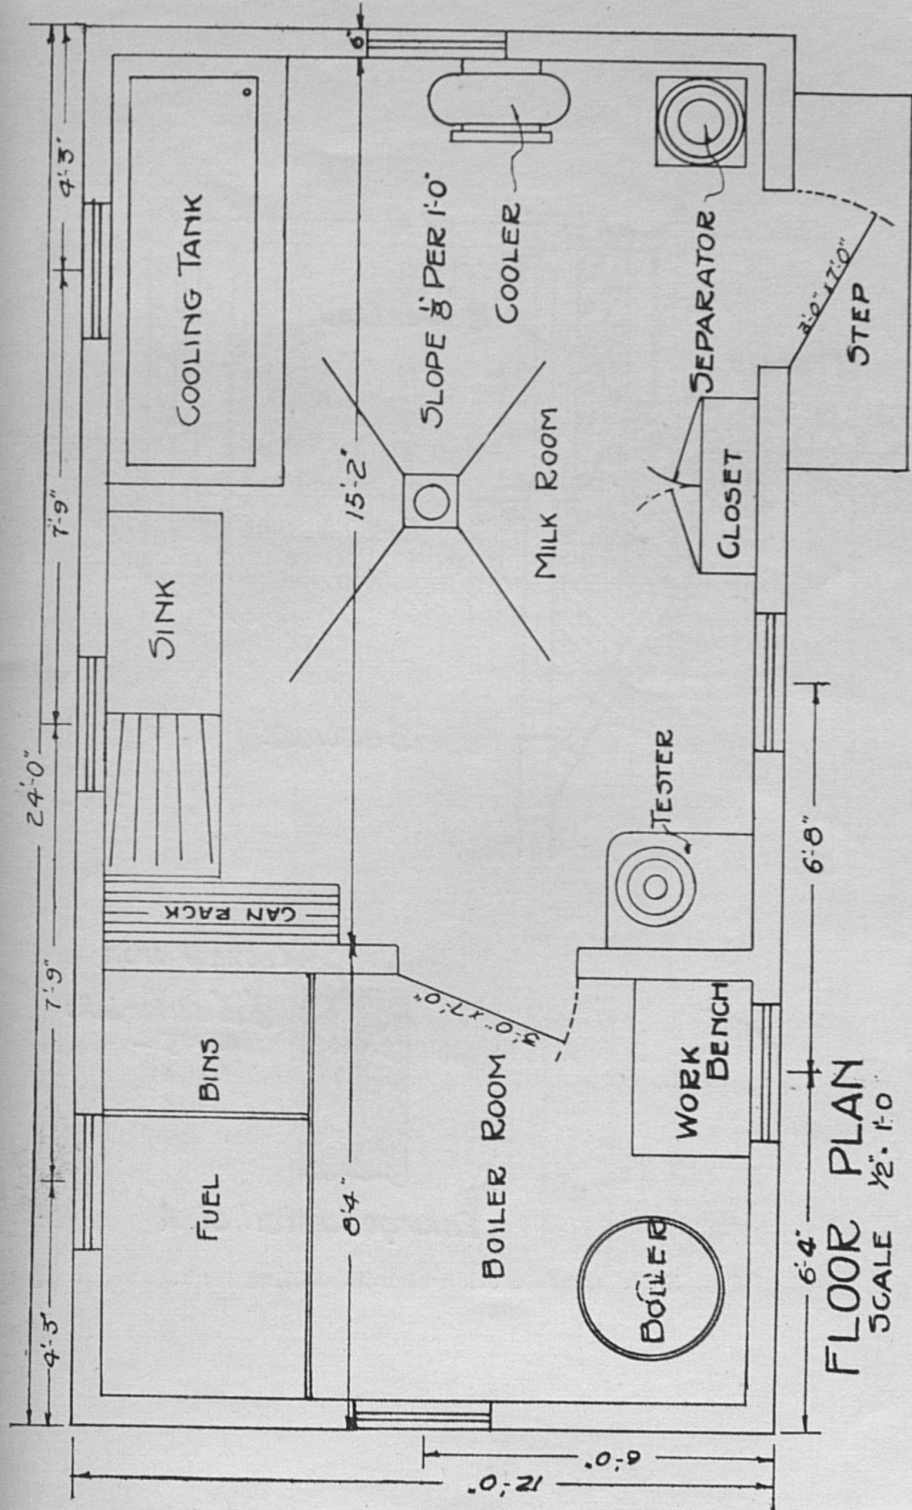 24'-0"
4'-3"
7'-9"
7'-9"
4'-3"
FUEL
BINS
CAN RACK
SINK
COOLING TANK
8'4"
15'-2"
6"
SLOPE 1/8" PER 1'-0"
COOLER
MILK ROOM
BOILER ROOM
3'-0" x 7'-0"
TESTER
CLOSET
SEPARATOR
BOILER
WORK
BENCH
3'-0" x 7'-0"
STEP
12'-0"
6'-0"
6'-4"
6'-8"
FLOOR PLAN
SCALE 1/2" = 1'-0